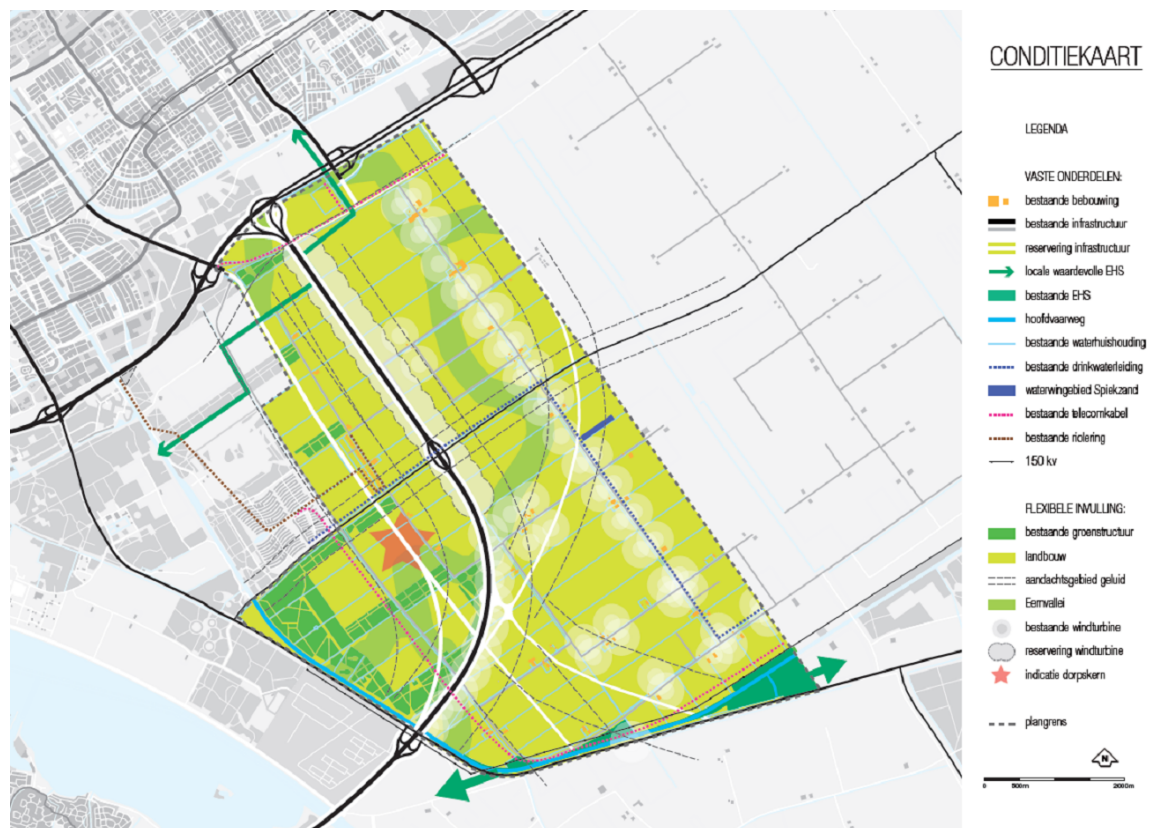 CONDITIEKAART
LEGENDA
VASTE ONDERDELEN:
bestaande bebouwing
bestaande infrastructuur
reservering infrastructuur
locale waardevolle EHS
bestaande EHS
hoofdvaarweg
bestaande waterhuishouding
bestaande drinkwaterleiding
waterwingebied Spiekzand
bestaande telecomkabel
bestaande riolering
150 kv
FLEXIBELE INVULLING:
bestaande groenstructuur
landbouw
aandachtsgebied geluid
Eemvallei
bestaande windturbine
reservering windturbine
indicatie dorpskern
plangrens
N
0 500m 2000m